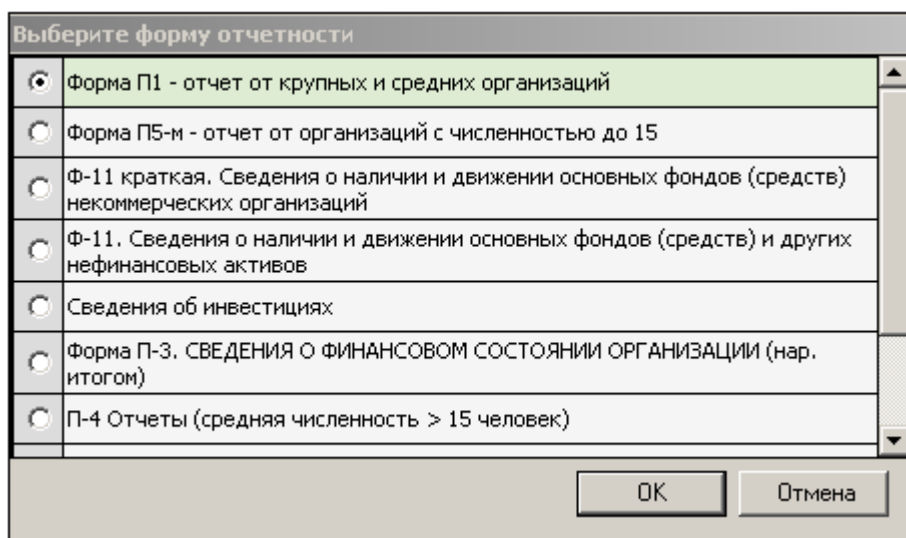 Выберите форму отчетности
Форма П1 - отчет от крупных и средних организаций
Форма П5-м - отчет от организаций с численностью до 15
Ф-11 краткая. Сведения о наличии и движении основных фондов (средств)
некоммерческих организаций
Ф-11. Сведения о наличии и движении основных фондов (средств) и других
нефинансовых активов
Сведения об инвестициях
Форма П-3. СВЕДЕНИЯ О ФИНАНСОВОМ СОСТОЯНИИ ОРГАНИЗАЦИИ (нар.
итогом)
П-4 Отчеты (средняя численность > 15 человек)
ОК Отмена